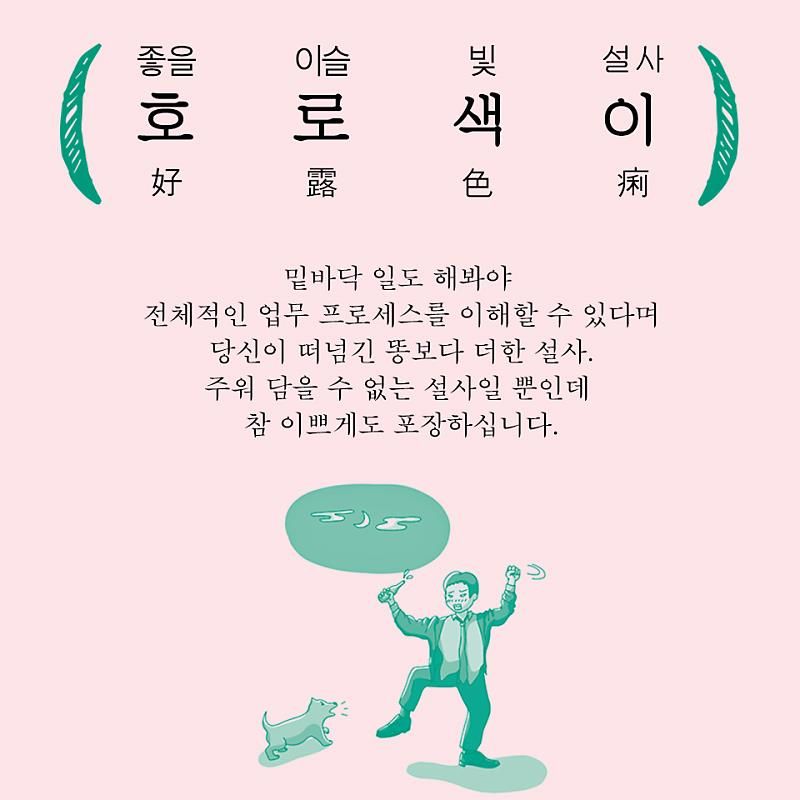 좋을 이슬 빛 설사
호 로 색 이
好 露 色 痢
밑바닥 일도 해봐야
전체적인 업무 프로세스를 이해할 수 있다며
당신이 떠넘긴 똥보다 더한 설사.
주워 담을 수 없는 설사일 뿐인데
참 이쁘게도 포장하십니다.